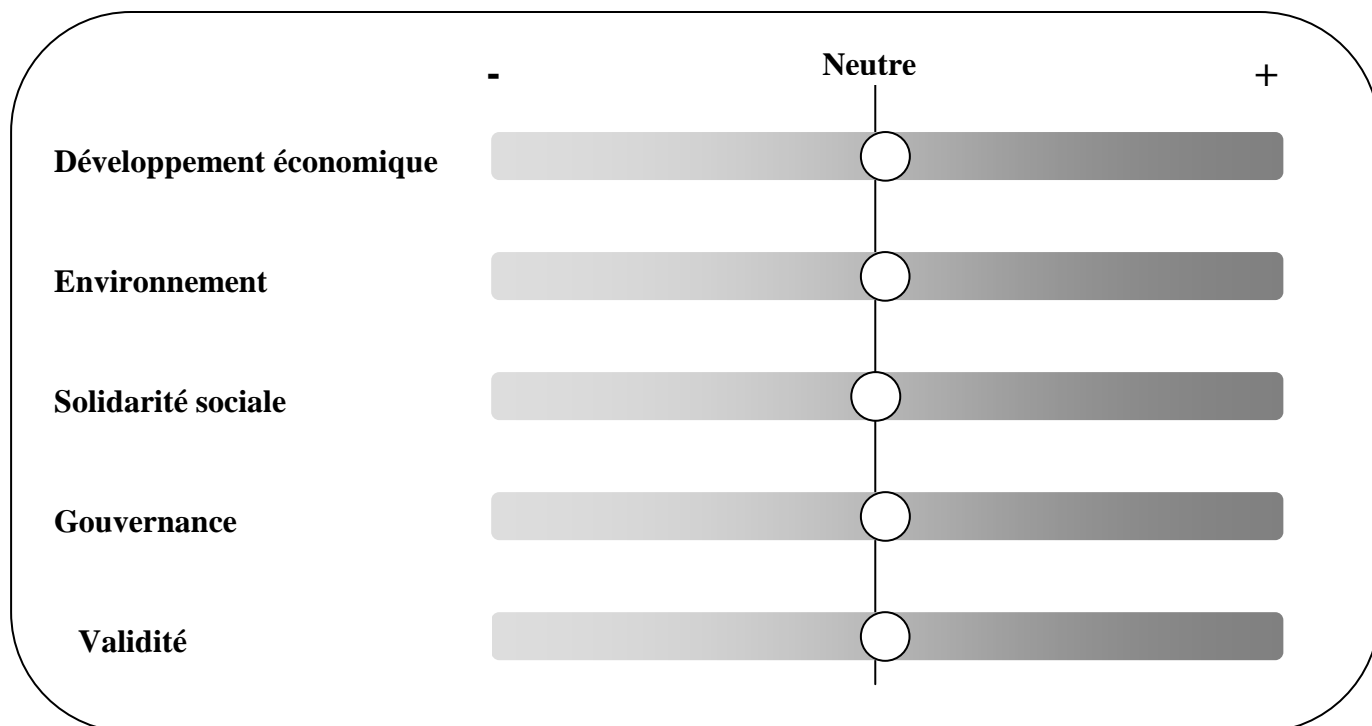 - Neutre +
Développement économique
Environnement
Solidarité sociale
Gouvernance
Validité